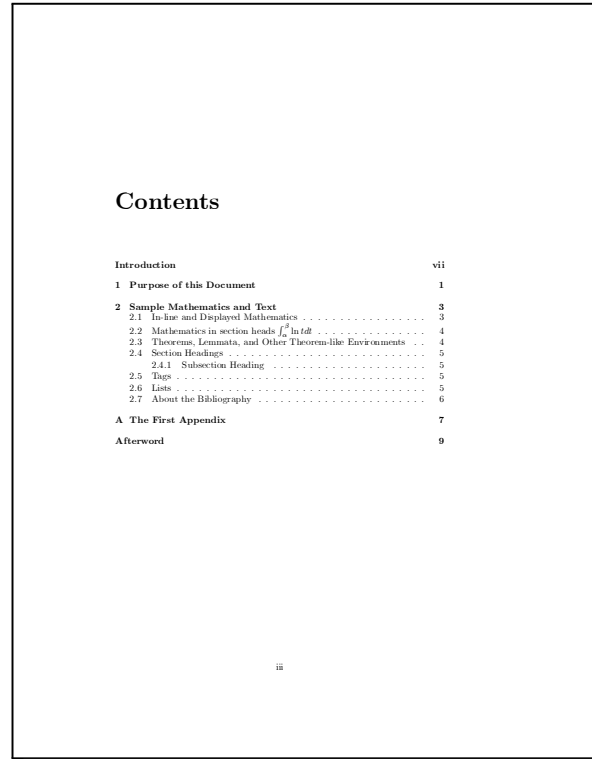 Contents
Introduction vii
1 Purpose of this Document 1
2 Sample Mathematics and Text 3
2.1 In-line and Displayed Mathematics . . . . . . . . . . . . . . . . . 3
2.2 Mathematics in section heads ∫_α^β ln t dt . . . . . . . . . . . . . . . 4
2.3 Theorems, Lemmata, and Other Theorem-like Environments . . 4
2.4 Section Headings . . . . . . . . . . . . . . . . . . . . . . . . . . . 5
2.4.1 Subsection Heading . . . . . . . . . . . . . . . . . . . . . 5
2.5 Tags . . . . . . . . . . . . . . . . . . . . . . . . . . . . . . . . . . 5
2.6 Lists . . . . . . . . . . . . . . . . . . . . . . . . . . . . . . . . . . 5
2.7 About the Bibliography . . . . . . . . . . . . . . . . . . . . . . . 6
A The First Appendix 7
Afterword 9
iii